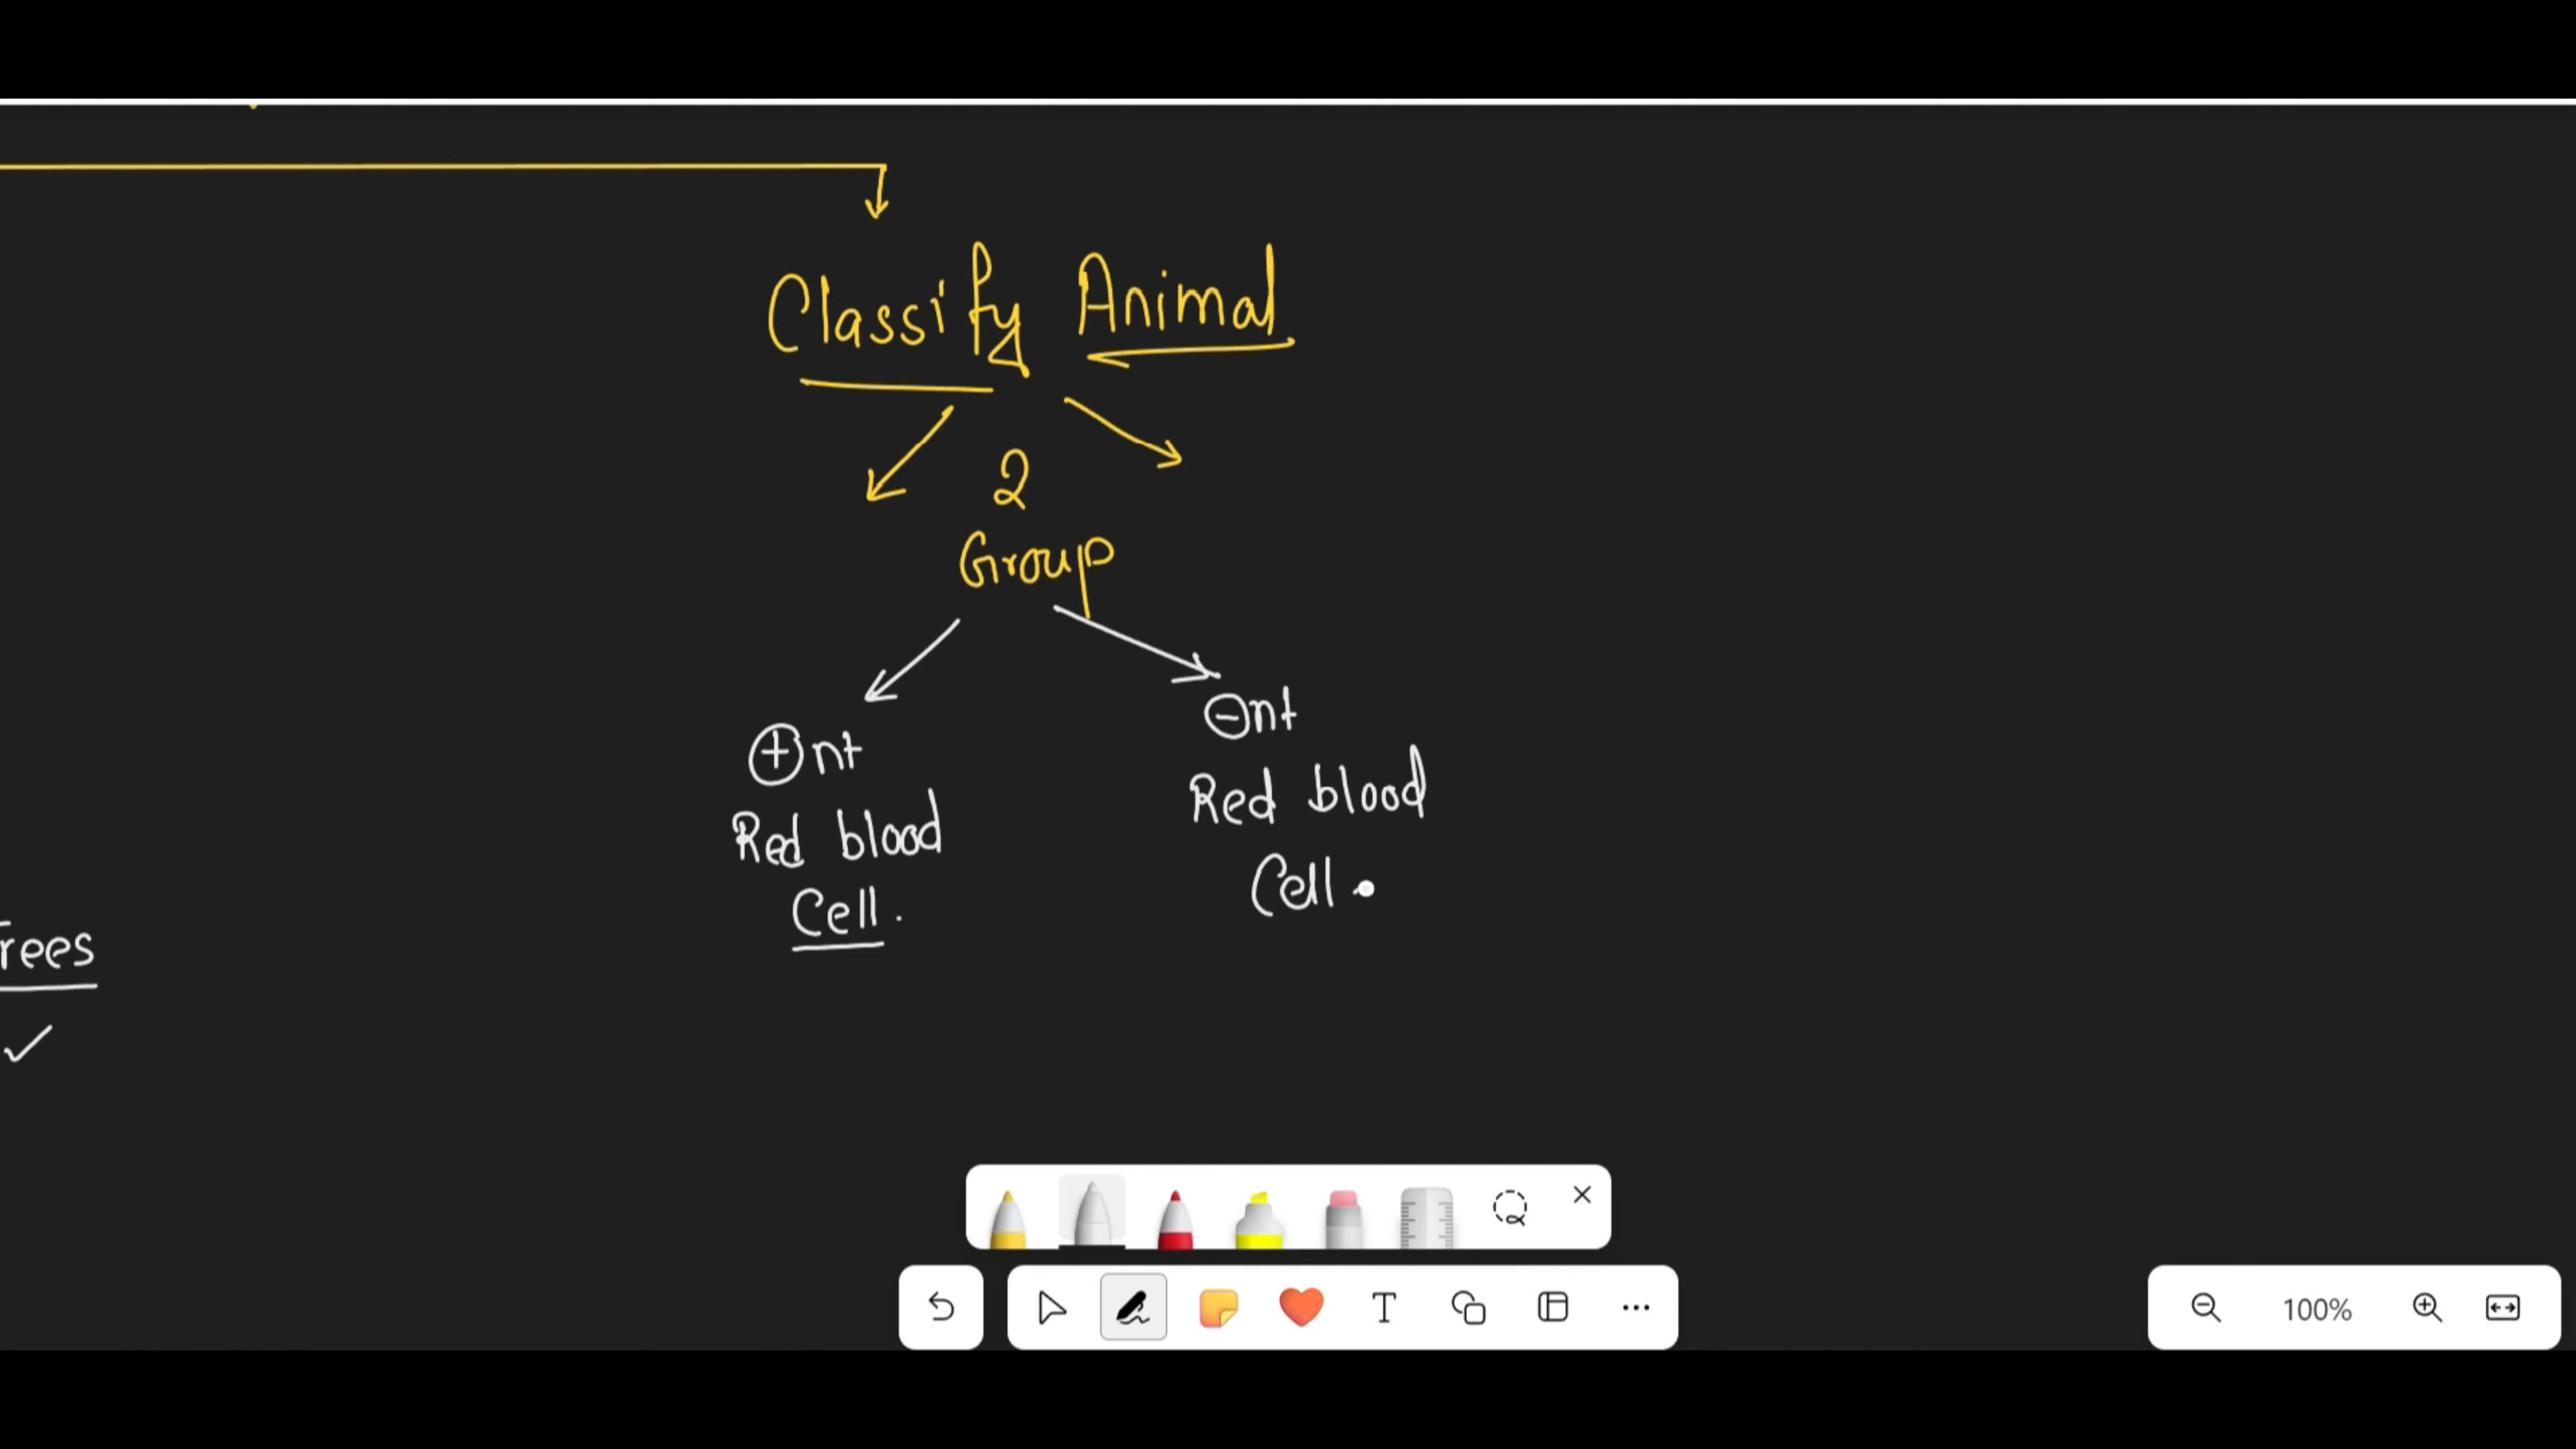 Classify Animal
2
Group
⊕nt
Red blood
Cell.
⊖nt
Red blood
Cell.
rees
100%